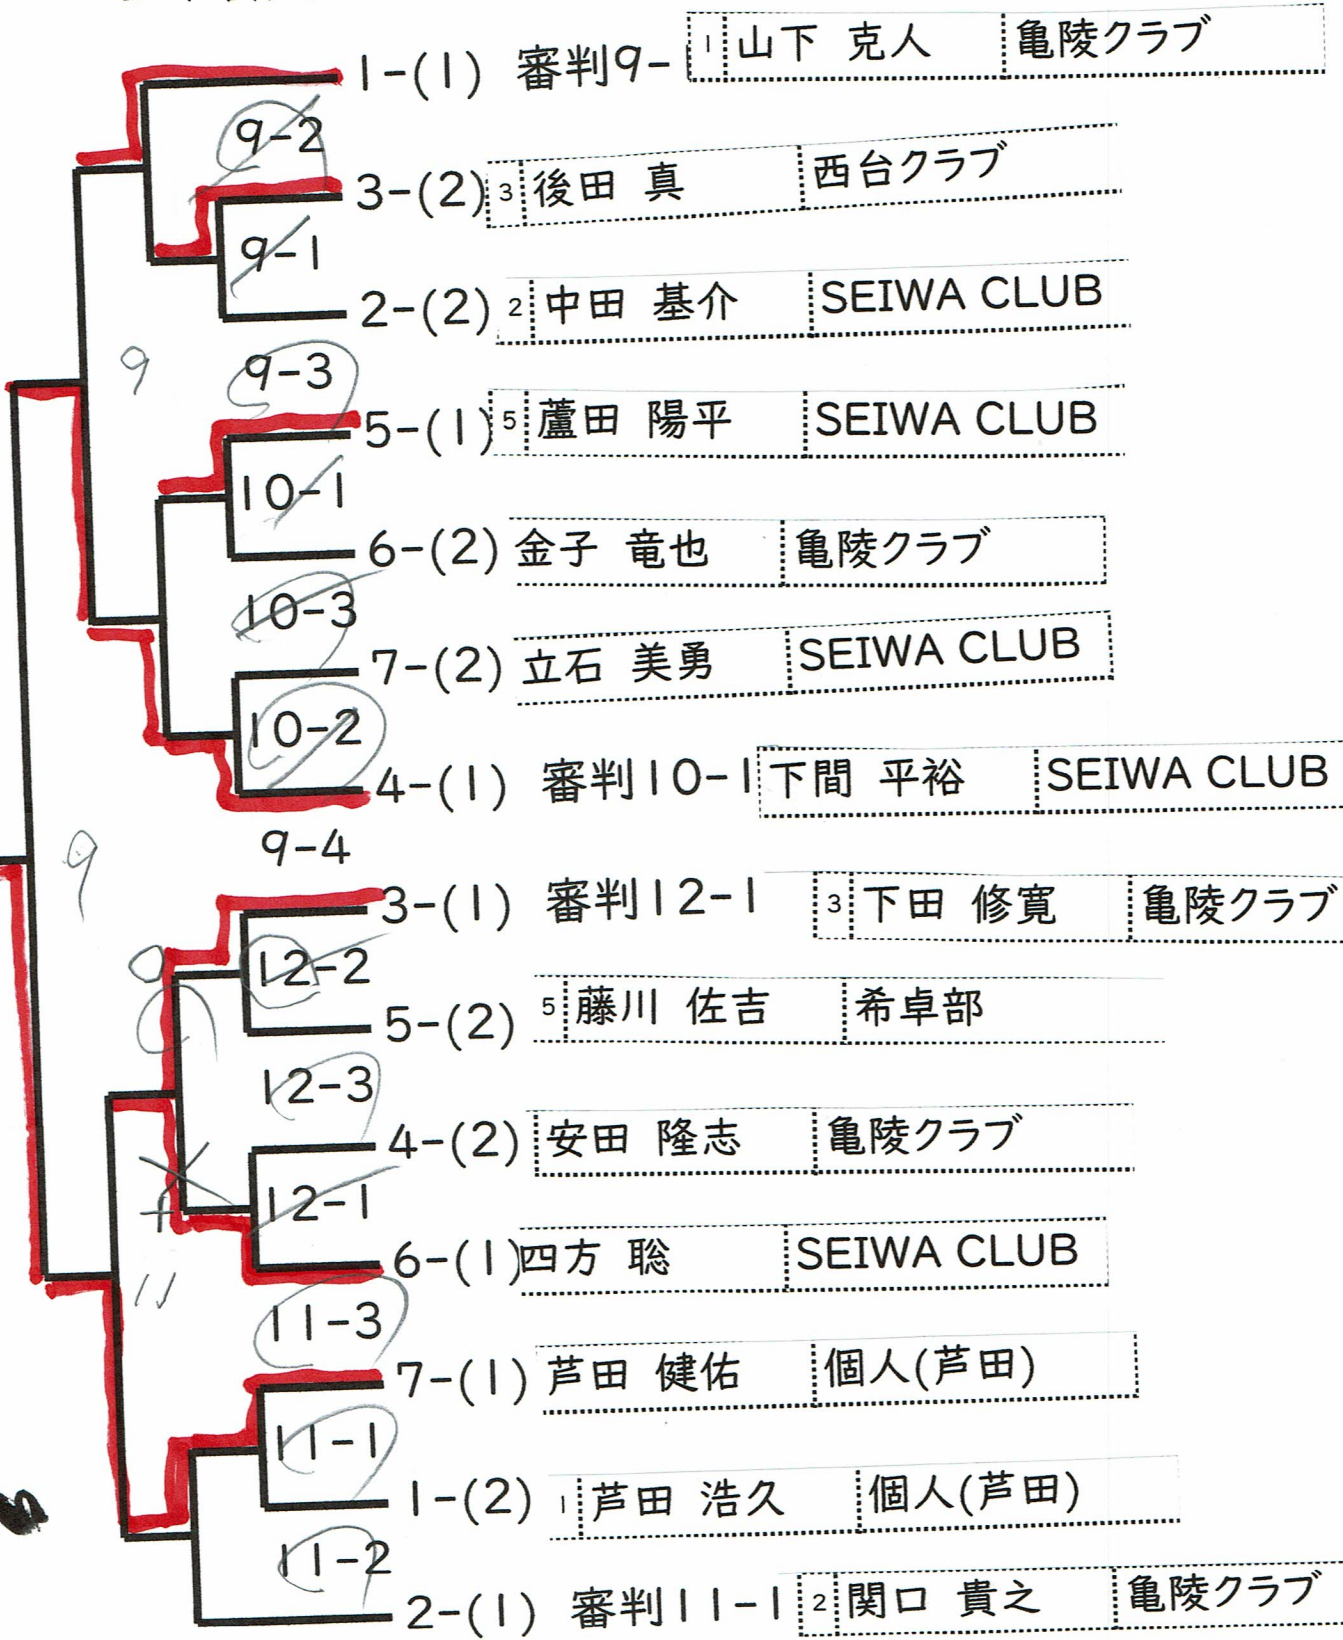 1-(1) 審判9- 1 山下 克人 亀陵クラブ
9-2
3-(2) 3 後田 真 西台クラブ
9-1
2-(2) 2 中田 基介 SEIWA CLUB
9
9-3
5-(1) 5 蘆田 陽平 SEIWA CLUB
10-1
6-(2) 金子 竜也 亀陵クラブ
10-3
7-(2) 立石 美勇 SEIWA CLUB
10-2
4-(1) 審判10-1 下間 平裕 SEIWA CLUB
9
9-4
3-(1) 審判12-1 3 下田 修寛 亀陵クラブ
12-2
5-(2) 5 藤川 佐吉 希卓部
12-3
4-(2) 安田 隆志 亀陵クラブ
12-1
6-(1) 四方 聡 SEIWA CLUB
11
11-3
7-(1) 芦田 健佑 個人(芦田)
11-1
1-(2) 1 芦田 浩久 個人(芦田)
11-2
2-(1) 審判11-1 2 関口 貴之 亀陵クラブ